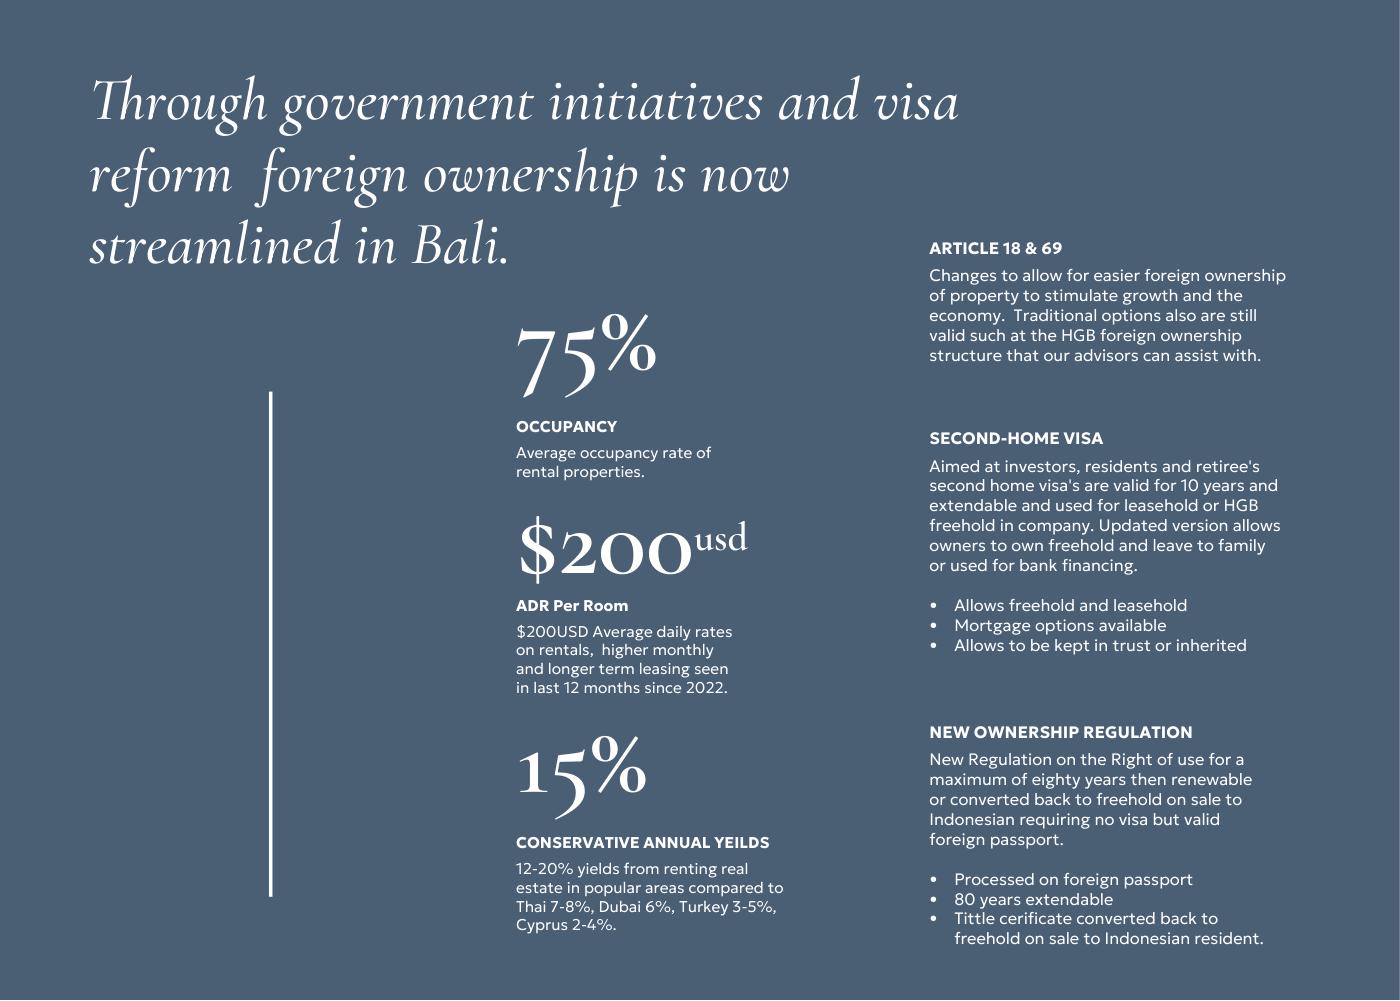 Through government initiatives and visa
reform  foreign ownership is now
streamlined in Bali.
75%
OCCUPANCY
Average occupancy rate of
rental properties.
$200usd
ADR Per Room
$200USD Average daily rates
on rentals,  higher monthly
and longer term leasing seen
in last 12 months since 2022.
15%
CONSERVATIVE ANNUAL YEILDS
12-20% yields from renting real
estate in popular areas compared to
Thai 7-8%, Dubai 6%, Turkey 3-5%,
Cyprus 2-4%.
ARTICLE 18 & 69
Changes to allow for easier foreign ownership
of property to stimulate growth and the
economy.  Traditional options also are still
valid such at the HGB foreign ownership
structure that our advisors can assist with.
SECOND-HOME VISA
Aimed at investors, residents and retiree's
second home visa's are valid for 10 years and
extendable and used for leasehold or HGB
freehold in company. Updated version allows
owners to own freehold and leave to family
or used for bank financing.
• Allows freehold and leasehold
• Mortgage options available
• Allows to be kept in trust or inherited
NEW OWNERSHIP REGULATION
New Regulation on the Right of use for a
maximum of eighty years then renewable
or converted back to freehold on sale to
Indonesian requiring no visa but valid
foreign passport.
• Processed on foreign passport
• 80 years extendable
• Tittle cerificate converted back to
freehold on sale to Indonesian resident.